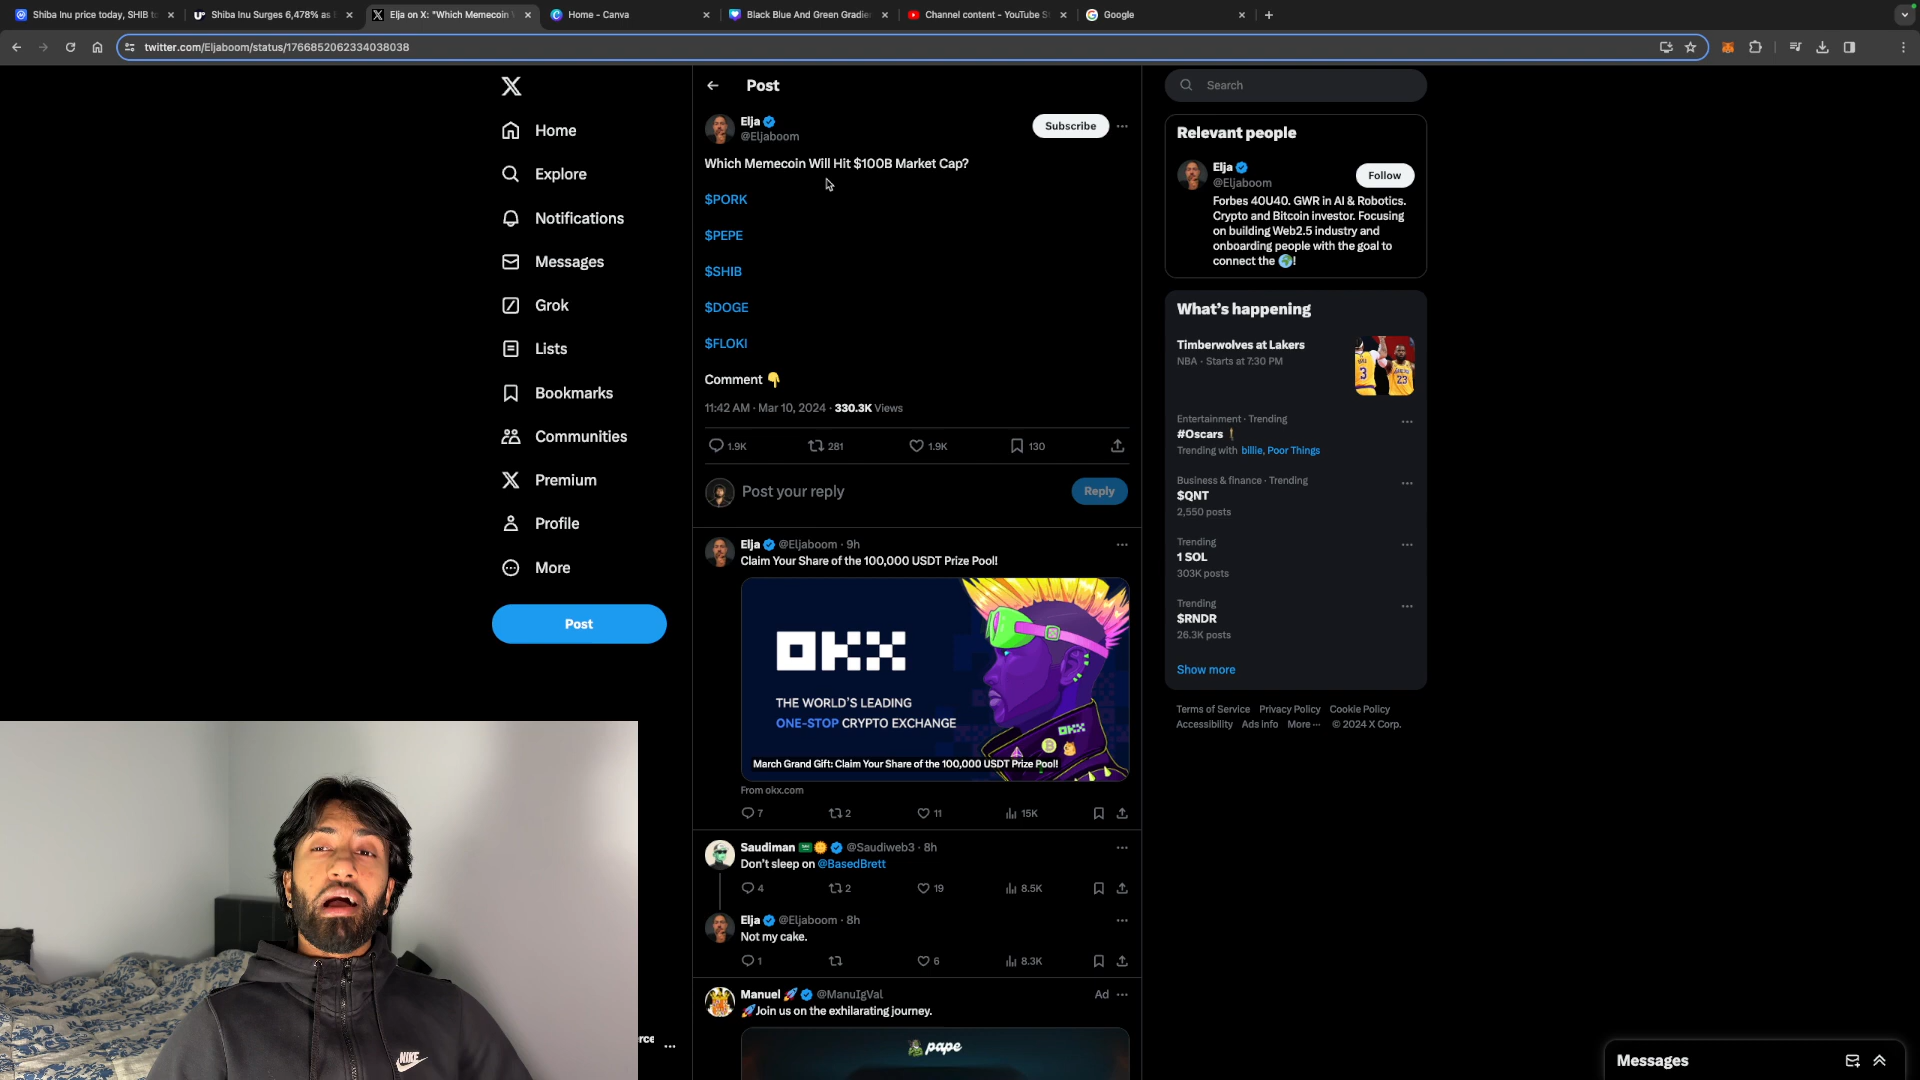 Shiba Inu price today, SHIB to
Shiba Inu Surges 6,478% as
Elja on X: "Which Memecoin
Home - Canva
Black Blue And Green Gradie
Channel content - YouTube S
Google
twitter.com/Eljaboom/status/1766852062334038038
Home
Explore
Notifications
Messages
Grok
Lists
Bookmarks
Communities
Premium
Profile
More
Post
Post
Elja
@Eljaboom
Subscribe
Which Memecoin Will Hit $100B Market Cap?
$PORK
$PEPE
$SHIB
$DOGE
$FLOKI
Comment 👇
11:42 AM · Mar 10, 2024 · 330.3K Views
1.9K 281 1.9K 130
Post your reply
Reply
Elja @Eljaboom · 9h
Claim Your Share of the 100,000 USDT Prize Pool!
OKX
THE WORLD'S LEADING
ONE-STOP CRYPTO EXCHANGE
OKX
March Grand Gift: Claim Your Share of the 100,000 USDT Prize Pool!
From okx.com
7 2 11 15K
Saudiman @Saudiweb3 · 8h
Don't sleep on @BasedBrett
4 2 19 8.5K
Elja @Eljaboom · 8h
Not my cake.
1 6 8.3K
Manuel 🚀 @ManuIgVal Ad
🚀Join us on the exhilarating journey.
pape
Search
Relevant people
Elja
@Eljaboom
Follow
Forbes 40U40. GWR in AI & Robotics.
Crypto and Bitcoin investor. Focusing
on building Web2.5 industry and
onboarding people with the goal to
connect the 🌍!
What's happening
Timberwolves at Lakers
NBA · Starts at 7:30 PM
3
23
Entertainment · Trending
#Oscars
Trending with billie, Poor Things
Business & finance · Trending
$QNT
2,550 posts
Trending
1 SOL
303K posts
Trending
$RNDR
26.3K posts
Show more
Terms of Service Privacy Policy Cookie Policy
Accessibility Ads info More ··· © 2024 X Corp.
Messages
rce
NIKE